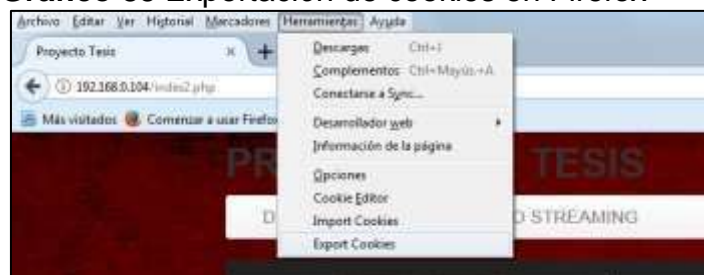 Exportación de cookies en Firefox
Archivo Editar Ver Historial Marcadores Herramientas Ayuda
Proyecto Tesis × +
192.168.0.104/index2.php
Más visitados Comenzar a usar Firefox
Descargas Ctrl+J
Complementos Ctrl+Mayús.+A
Conectarse a Sync...
Desarrollador web
Información de la página
Opciones
Cookie Editor
Import Cookies
Export Cookies
PR TESIS
D O STREAMING